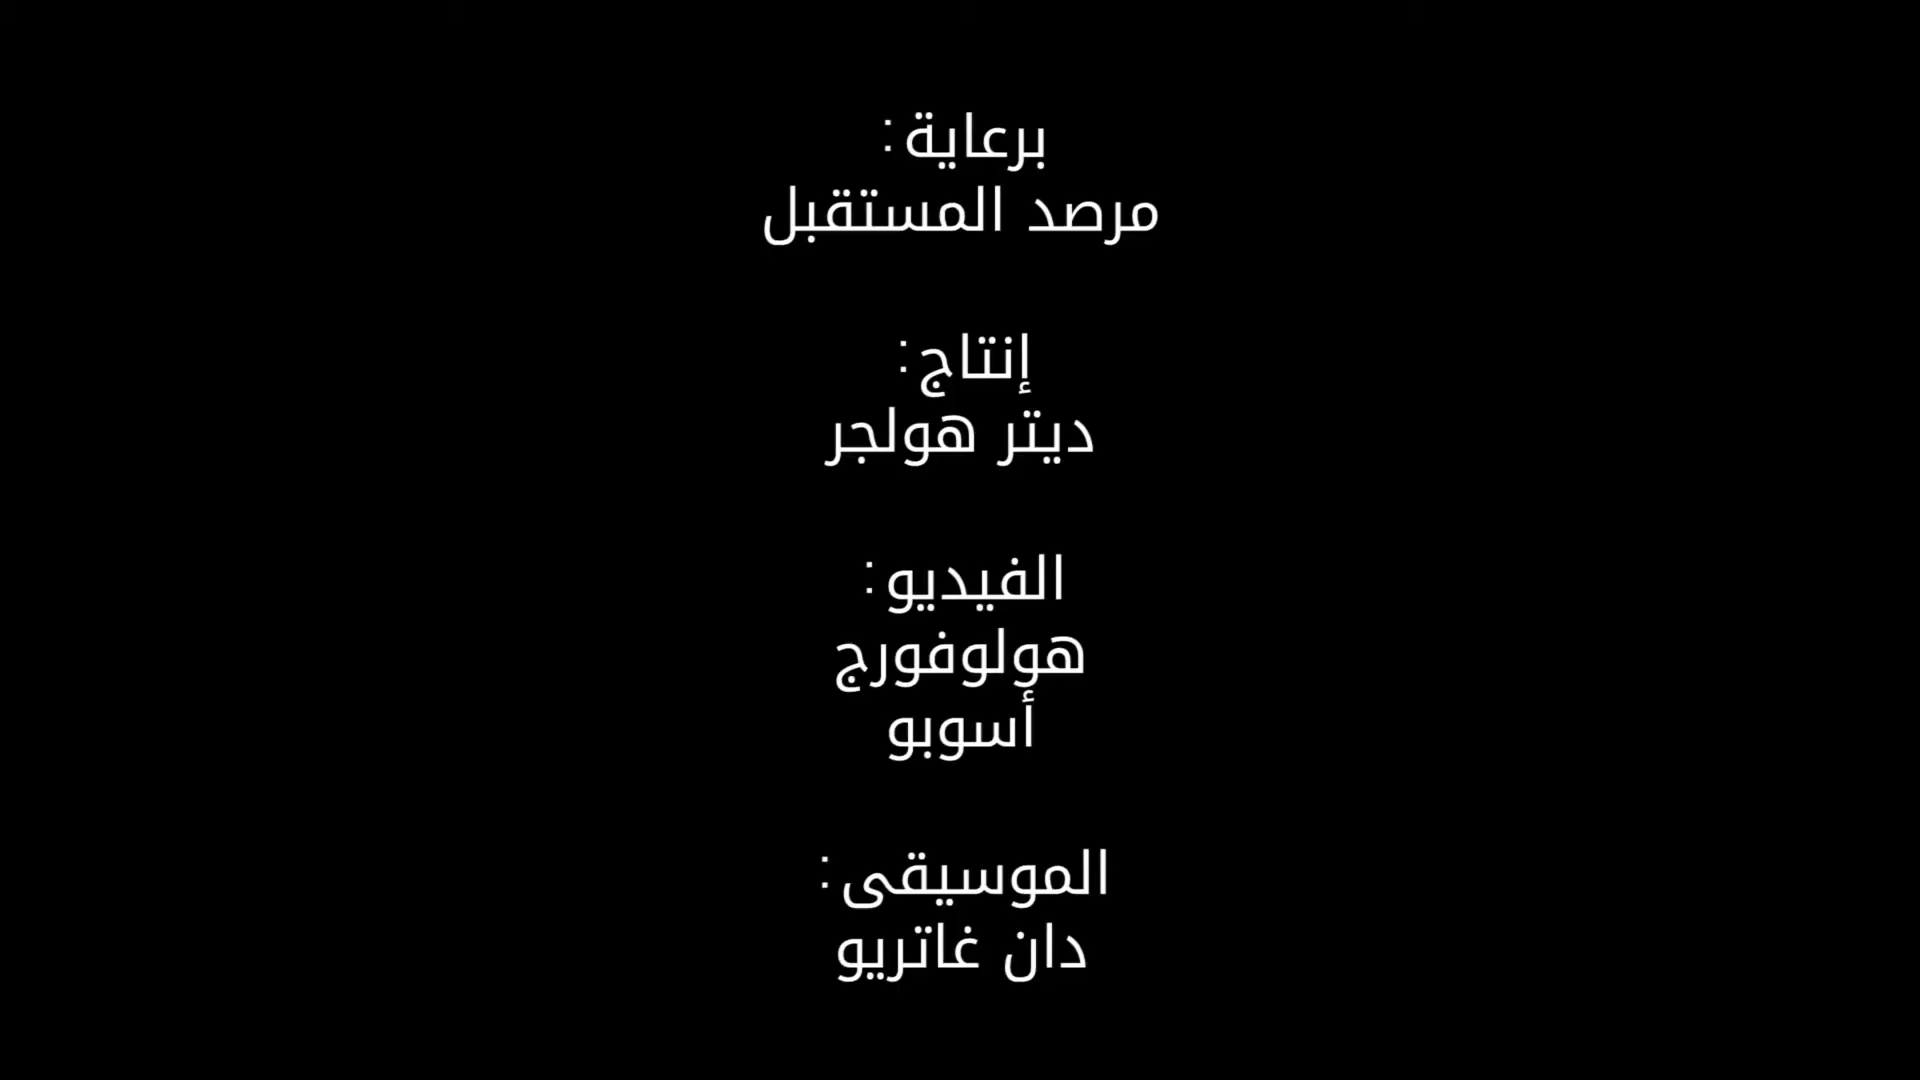 برعاية:
مرصد المستقبل
إنتاج:
ديتر هولجر
الفيديو:
هولوفورج
أسوبو
الموسيقى:
دان غاتريو